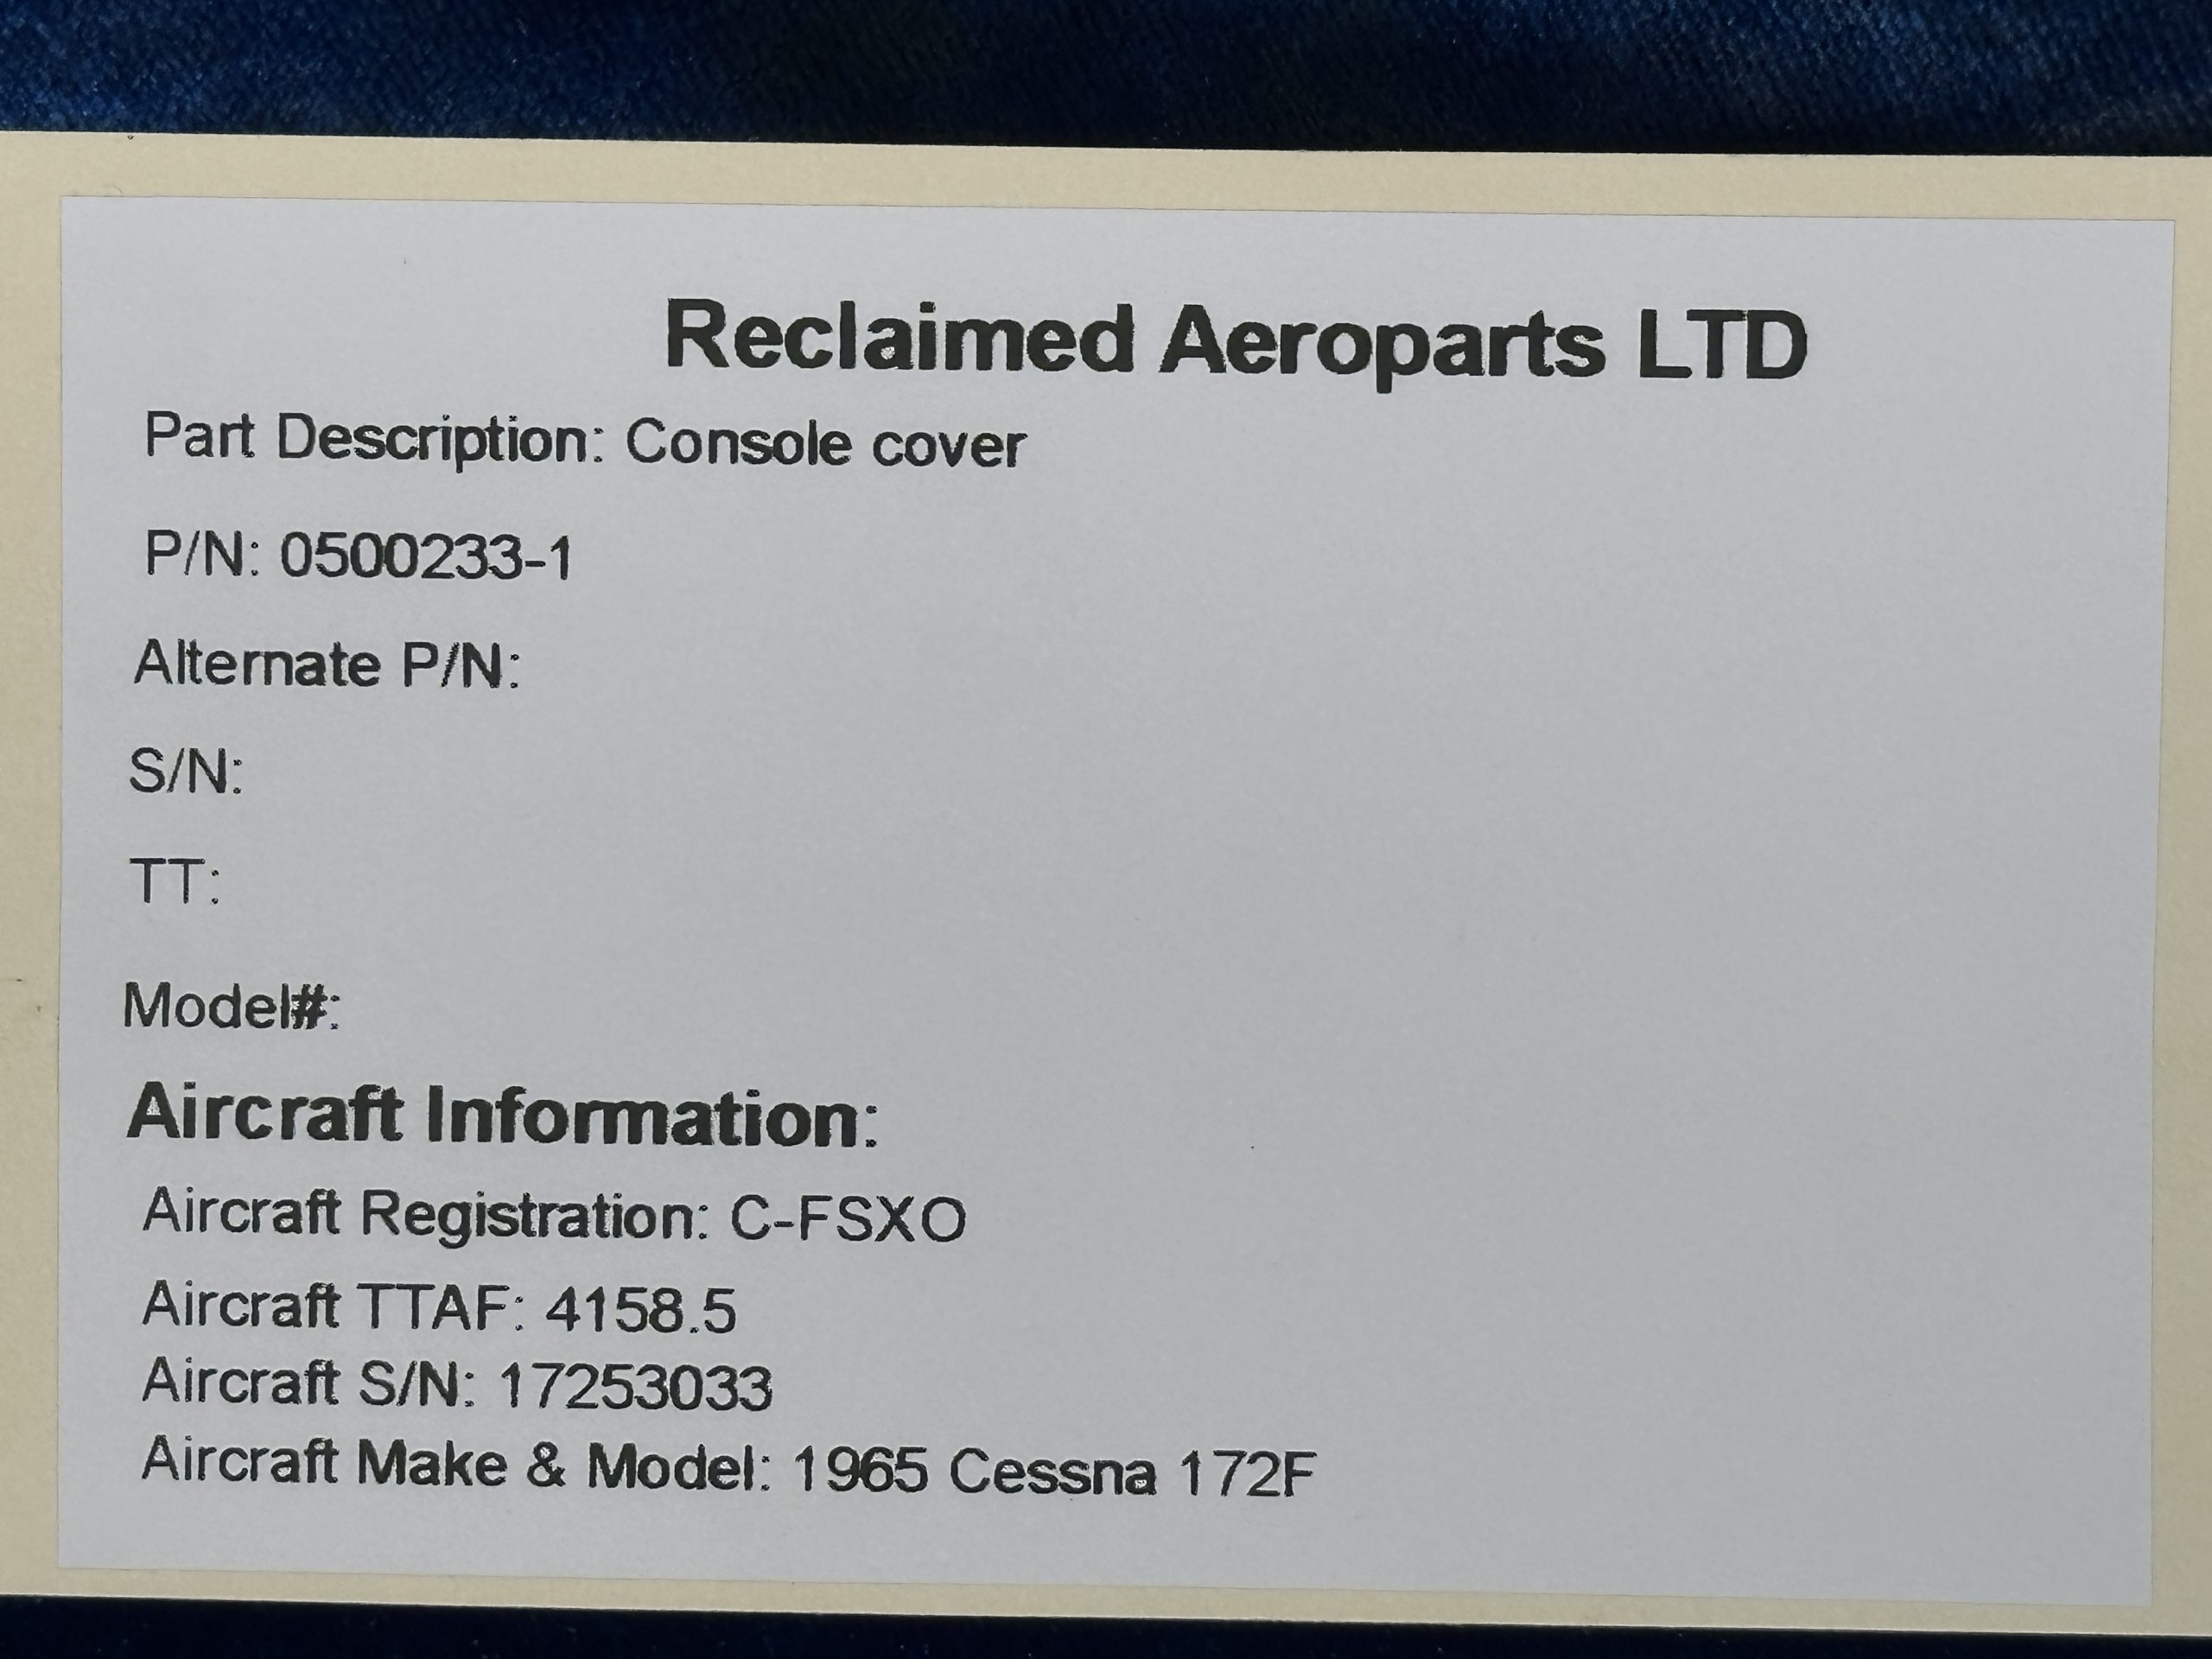 Reclaimed Aeroparts LTD
Part Description: Console cover
P/N: 0500233-1
Alternate P/N:
S/N:
TT:
Model#:
Aircraft Information:
Aircraft Registration: C-FSXO
Aircraft TTAF: 4158.5
Aircraft S/N: 17253033
Aircraft Make & Model: 1965 Cessna 172F